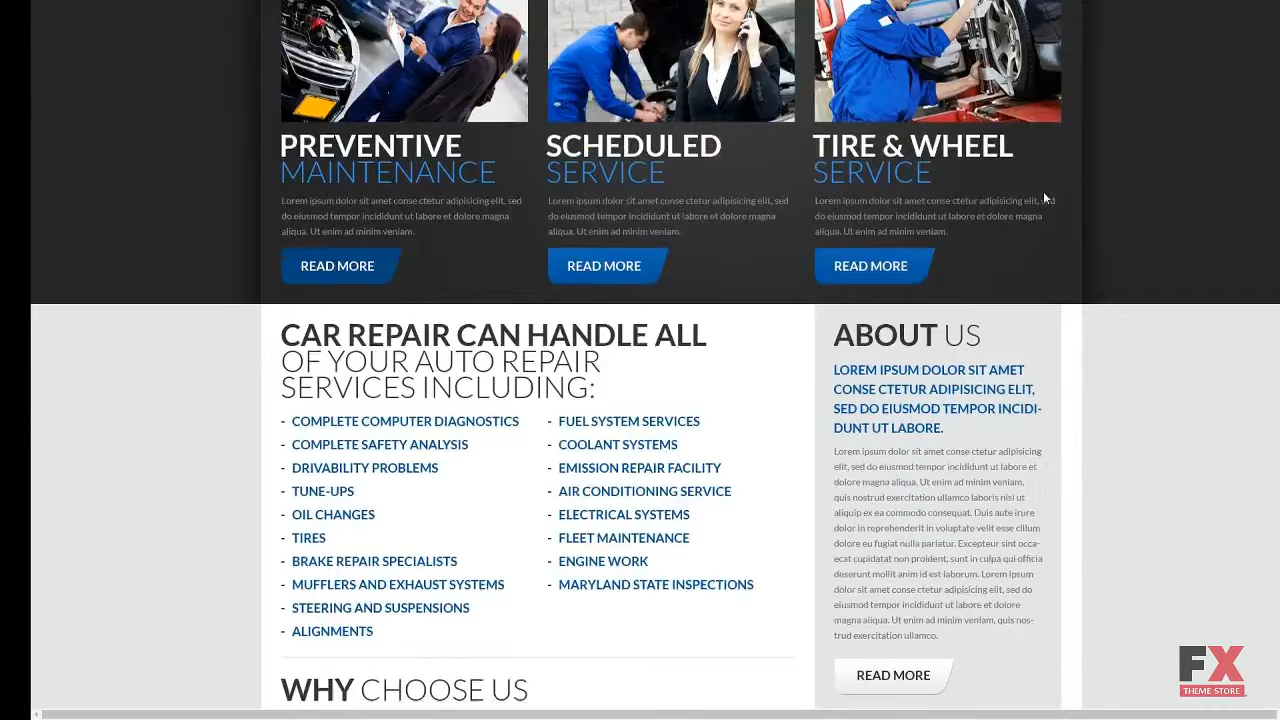 PREVENTIVE
MAINTENANCE
Lorem ipsum dolor sit amet conse ctetur adipisicing elit, sed
do eiusmod tempor incididunt ut labore et dolore magna
aliqua. Ut enim ad minim veniam.
READ MORE
SCHEDULED
SERVICE
Lorem ipsum dolor sit amet conse ctetur adipisicing elit, sed
do eiusmod tempor incididunt ut labore et dolore magna
aliqua. Ut enim ad minim veniam.
READ MORE
TIRE & WHEEL
SERVICE
Lorem ipsum dolor sit amet conse ctetur adipisicing elit, sed
do eiusmod tempor incididunt ut labore et dolore magna
aliqua. Ut enim ad minim veniam.
READ MORE
CAR REPAIR CAN HANDLE ALL
OF YOUR AUTO REPAIR
SERVICES INCLUDING:
- COMPLETE COMPUTER DIAGNOSTICS
- COMPLETE SAFETY ANALYSIS
- DRIVABILITY PROBLEMS
- TUNE-UPS
- OIL CHANGES
- TIRES
- BRAKE REPAIR SPECIALISTS
- MUFFLERS AND EXHAUST SYSTEMS
- STEERING AND SUSPENSIONS
- ALIGNMENTS
- FUEL SYSTEM SERVICES
- COOLANT SYSTEMS
- EMISSION REPAIR FACILITY
- AIR CONDITIONING SERVICE
- ELECTRICAL SYSTEMS
- FLEET MAINTENANCE
- ENGINE WORK
- MARYLAND STATE INSPECTIONS
WHY CHOOSE US
ABOUT US
LOREM IPSUM DOLOR SIT AMET
CONSE CTETUR ADIPISICING ELIT,
SED DO EIUSMOD TEMPOR INCIDI-
DUNT UT LABORE.
Lorem ipsum dolor sit amet conse ctetur adipisicing
elit, sed do eiusmod tempor incididunt ut labore et
dolore magna aliqua. Ut enim ad minim veniam,
quis nostrud exercitation ullamco laboris nisi ut
aliquip ex ea commodo consequat. Duis aute irure
dolor in reprehenderit in voluptate velit esse cillum
dolore eu fugiat nulla pariatur. Excepteur sint occa-
ecat cupidatat non proident, sunt in culpa qui officia
deserunt mollit anim id est laborum. Lorem ipsum
dolor sit amet conse ctetur adipisicing elit, sed do
eiusmod tempor incididunt ut labore et dolore
magna aliqua. Ut enim ad minim veniam, quis nos-
trud exercitation ullamco.
READ MORE
FX
THEME STORE